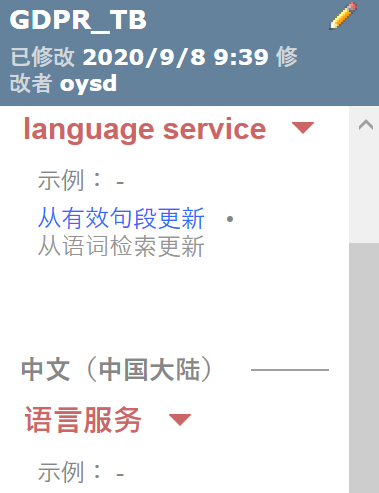 GDPR_TB
已修改 2020/9/8 9:39 修
改者 oysd
language service
示例： -
从有效句段更新 •
从语词检索更新
中文（中国大陆）
语言服务
示例： -